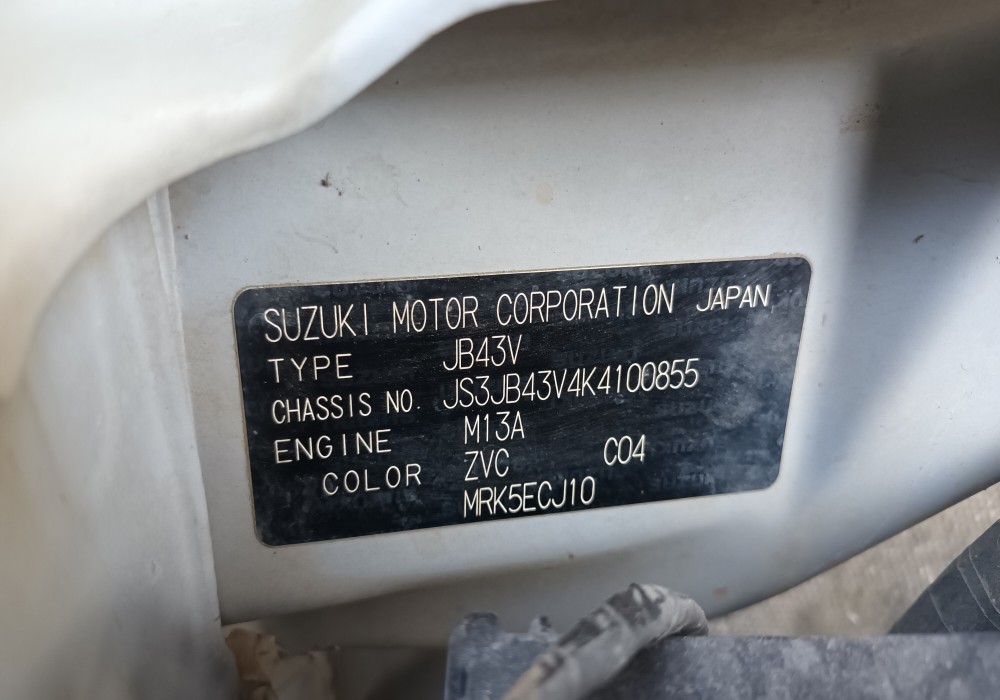 SUZUKI MOTOR CORPORATION JAPAN
TYPE JB43V
CHASSIS NO. JS3JB43V4K4100855
ENGINE M13A
COLOR ZVC C04
MRK5ECJ10